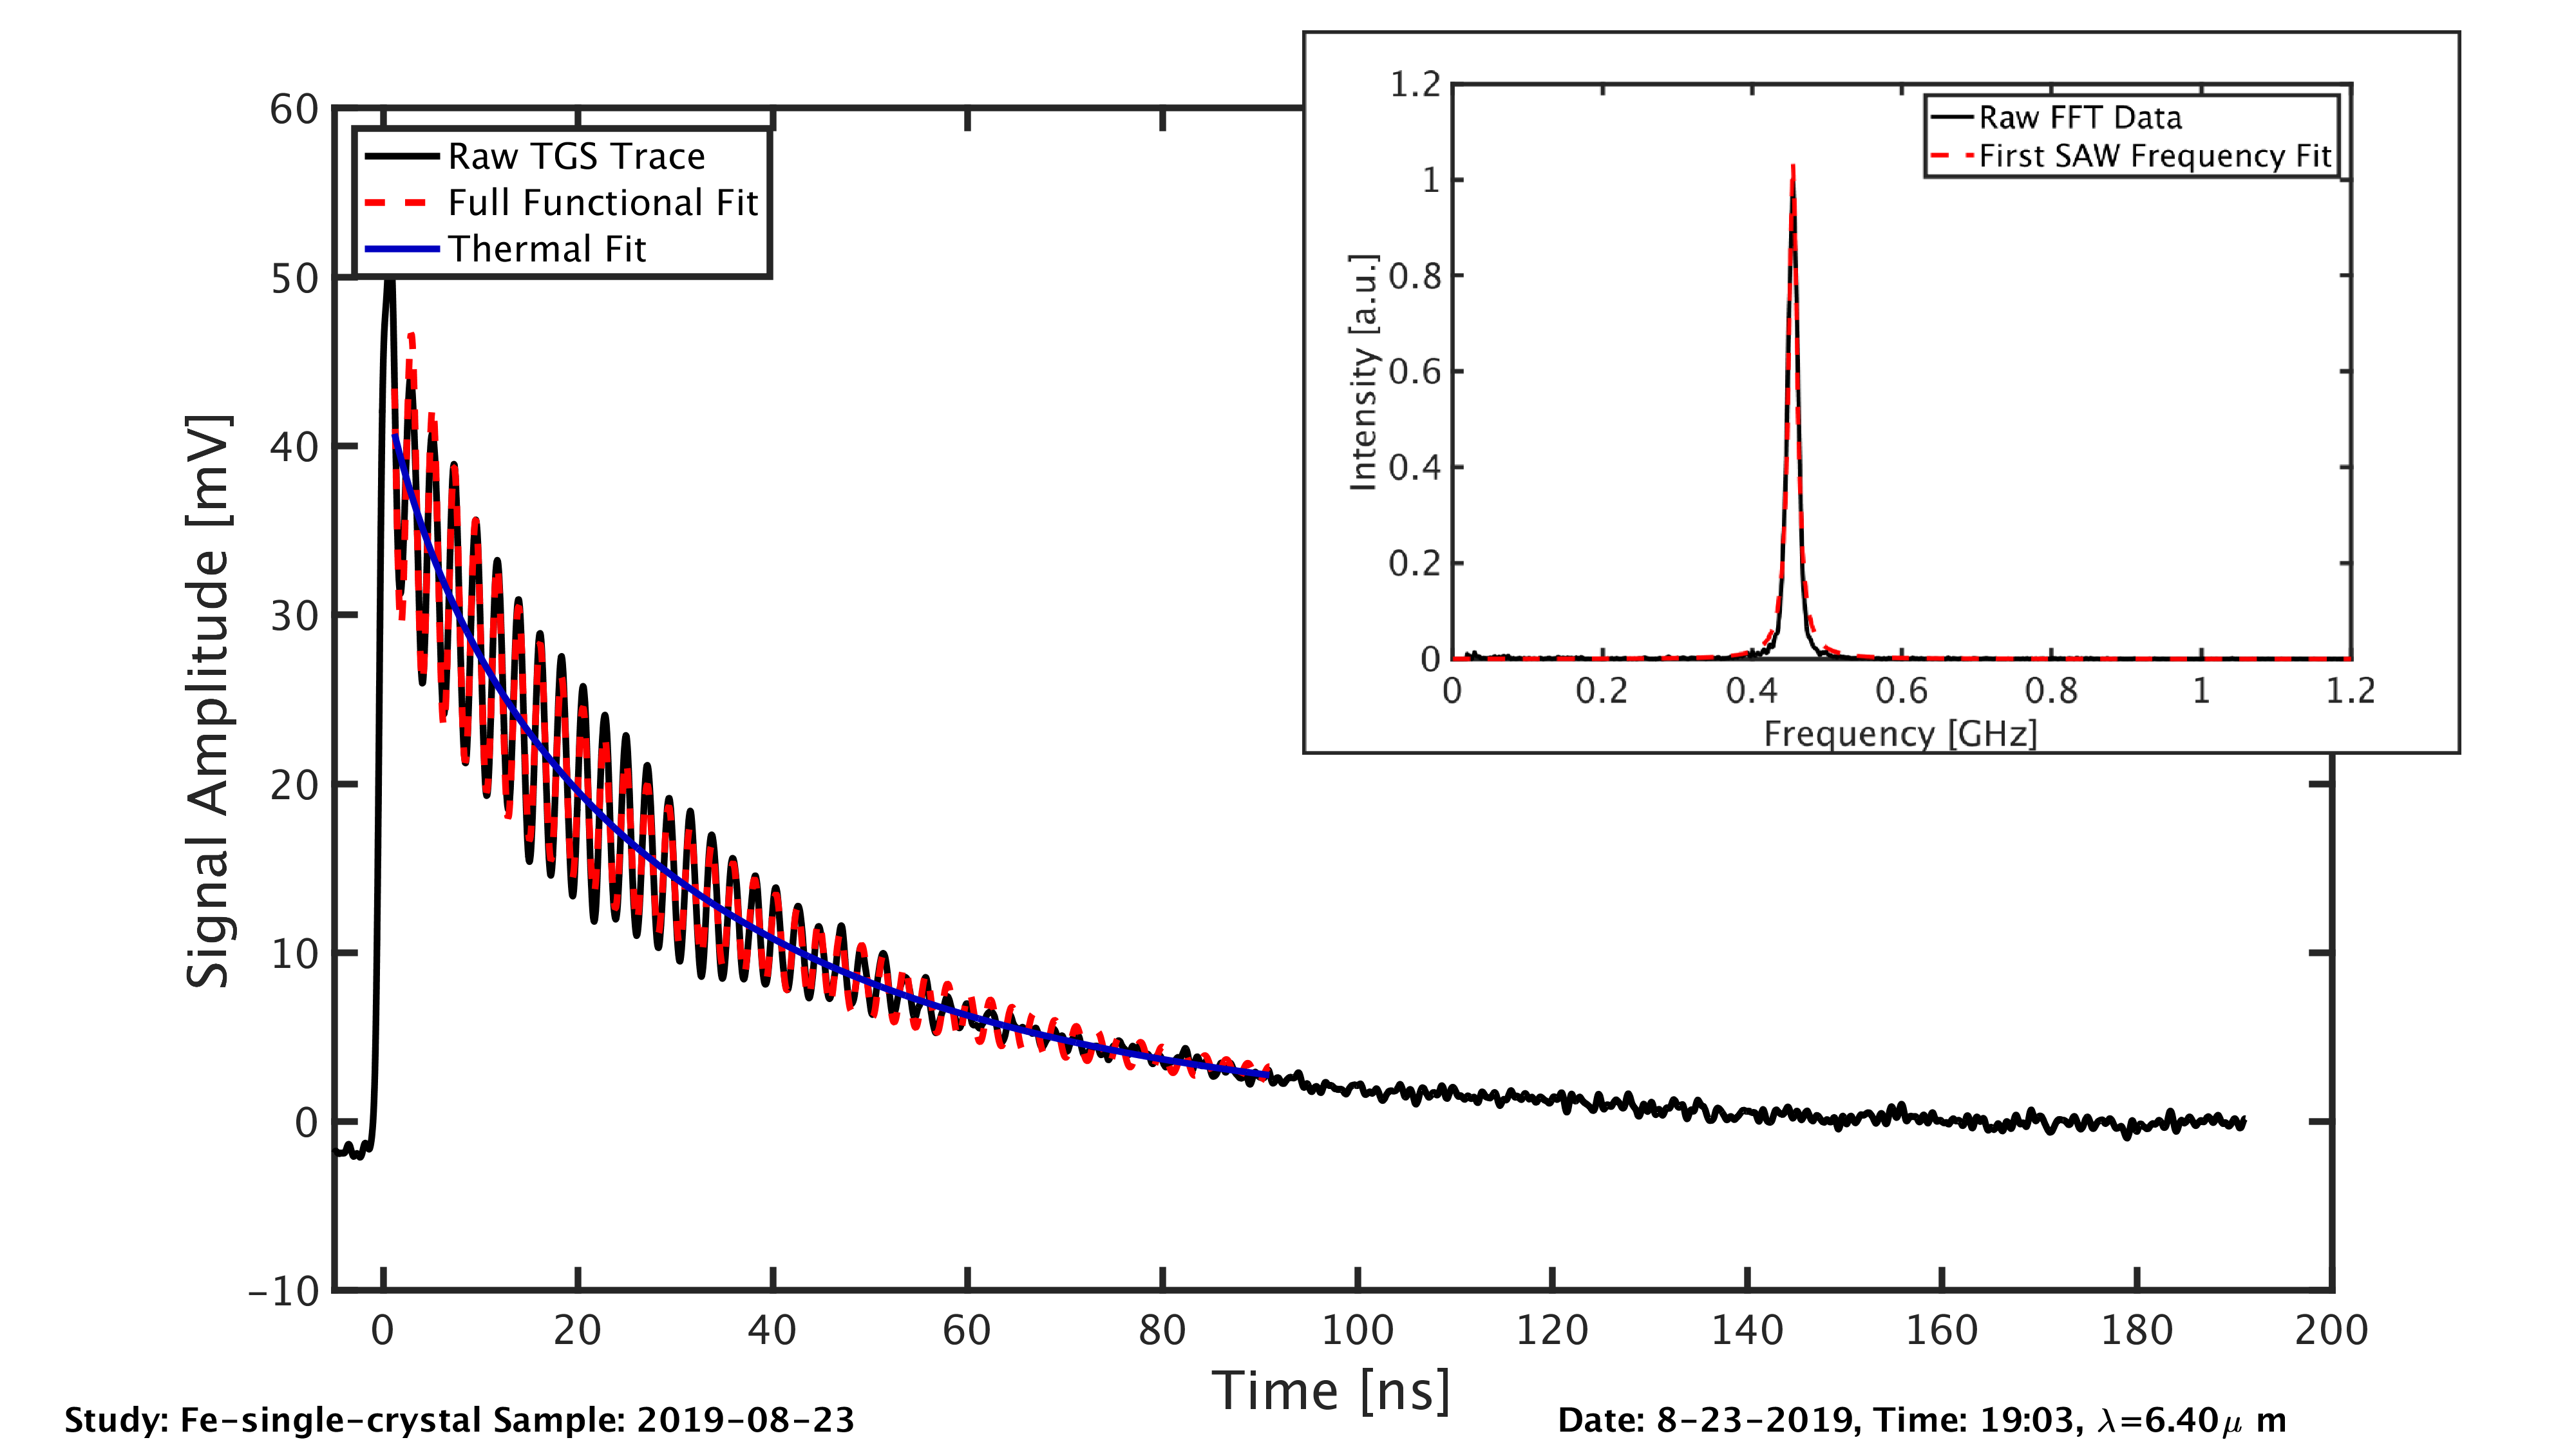 1.2
Raw FFT Data
First SAW Frequency Fit
1
0.8
0.6
0.4
0.2
0
Intensity [a.u.]
0 0.2 0.4 0.6 0.8 1 1.2
Frequency [GHz]
60
50
40
30
20
10
0
-10
Raw TGS Trace
Full Functional Fit
Thermal Fit
Signal Amplitude [mV]
0 20 40 60 80 100 120 140 160 180 200
Time [ns]
Study: Fe-single-crystal Sample: 2019-08-23
Date: 8-23-2019, Time: 19:03, λ=6.40μ m